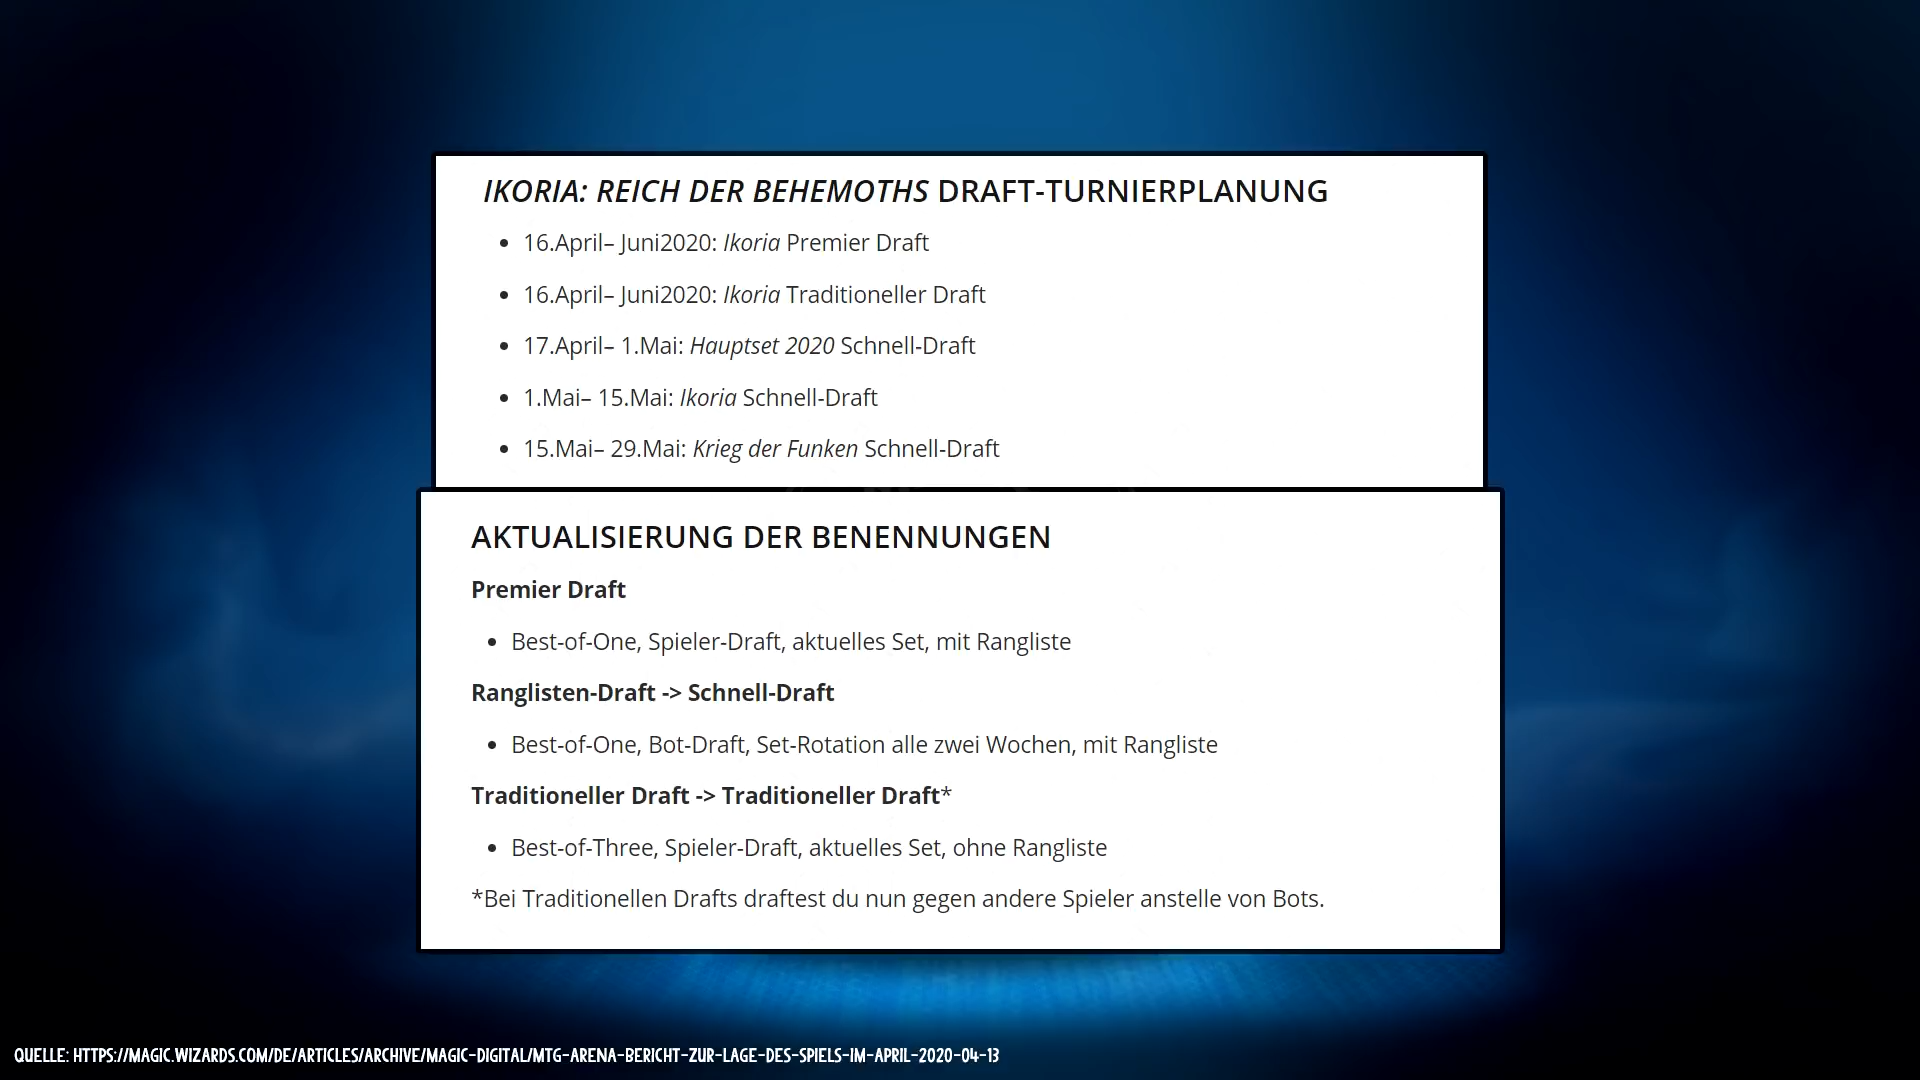 IKORIA: REICH DER BEHEMOTHS DRAFT-TURNIERPLANUNG
• 16.April– Juni2020: Ikoria Premier Draft
• 16.April– Juni2020: Ikoria Traditioneller Draft
• 17.April– 1.Mai: Hauptset 2020 Schnell-Draft
• 1.Mai– 15.Mai: Ikoria Schnell-Draft
• 15.Mai– 29.Mai: Krieg der Funken Schnell-Draft
AKTUALISIERUNG DER BENENNUNGEN
Premier Draft
• Best-of-One, Spieler-Draft, aktuelles Set, mit Rangliste
Ranglisten-Draft -> Schnell-Draft
• Best-of-One, Bot-Draft, Set-Rotation alle zwei Wochen, mit Rangliste
Traditioneller Draft -> Traditioneller Draft*
• Best-of-Three, Spieler-Draft, aktuelles Set, ohne Rangliste
*Bei Traditionellen Drafts draftest du nun gegen andere Spieler anstelle von Bots.
QUELLE: HTTPS://MAGIC.WIZARDS.COM/DE/ARTICLES/ARCHIVE/MAGIC-DIGITAL/MTG-ARENA-BERICHT-ZUR-LAGE-DES-SPIELS-IM-APRIL-2020-04-13